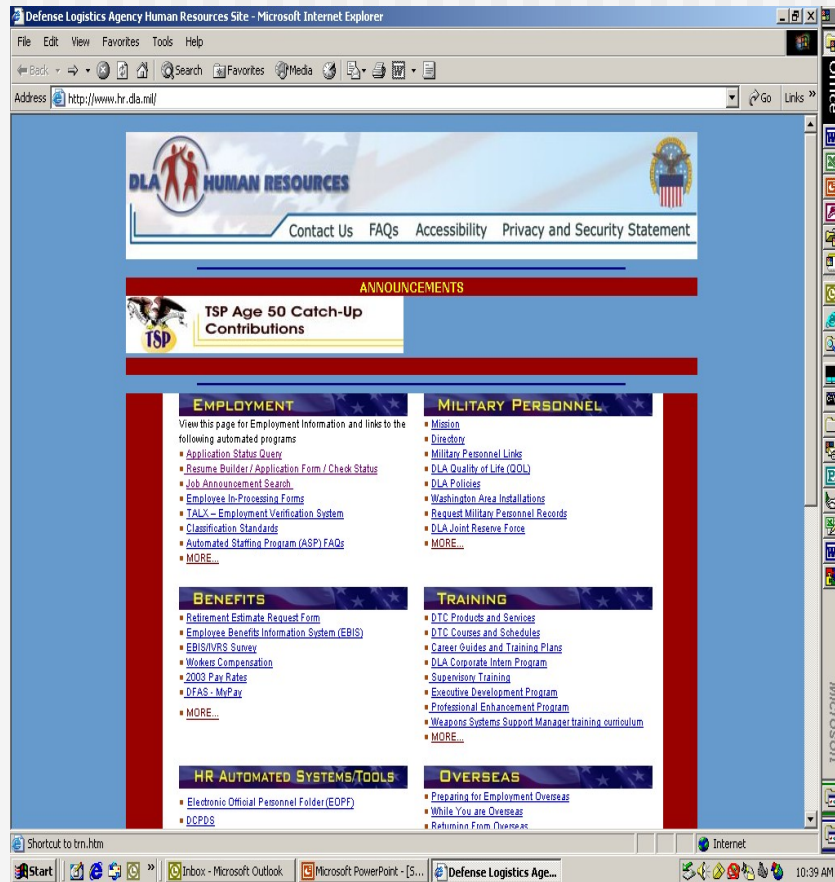 Defense Logistics Agency Human Resources Site - Microsoft Internet Explorer
File Edit View Favorites Tools Help
Back Search Favorites Media
Address http://www.hr.dla.mil/ Go Links »
Office
DLA HUMAN RESOURCES
Contact Us FAQs Accessibility Privacy and Security Statement
ANNOUNCEMENTS
TSP
TSP Age 50 Catch-Up
Contributions
EMPLOYMENT
View this page for Employment Information and links to the
following automated programs
Application Status Query
Resume Builder / Application Form / Check Status
Job Announcement Search
Employee In-Processing Forms
TALX – Employment Verification System
Classification Standards
Automated Staffing Program (ASP) FAQs
MORE...
MILITARY PERSONNEL
Mission
Directory
Military Personnel Links
DLA Quality of Life (QOL)
DLA Policies
Washington Area Installations
Request Military Personnel Records
DLA Joint Reserve Force
MORE...
BENEFITS
Retirement Estimate Request Form
Employee Benefits Information System (EBIS)
EBIS/IVRS Survey
Workers Compensation
2003 Pay Rates
DFAS - MyPay
MORE...
TRAINING
DTC Products and Services
DTC Courses and Schedules
Career Guides and Training Plans
DLA Corporate Intern Program
Supervisory Training
Executive Development Program
Professional Enhancement Program
Weapons Systems Support Manager training curriculum
MORE...
HR AUTOMATED SYSTEMS/TOOLS
Electronic Official Personnel Folder (EOPF)
DCPDS
OVERSEAS
Preparing for Employment Overseas
While You are Overseas
Returning From Overseas
Shortcut to trn.htm
Internet
Start » Inbox - Microsoft Outlook Microsoft PowerPoint - [S... Defense Logistics Age... 10:39 AM